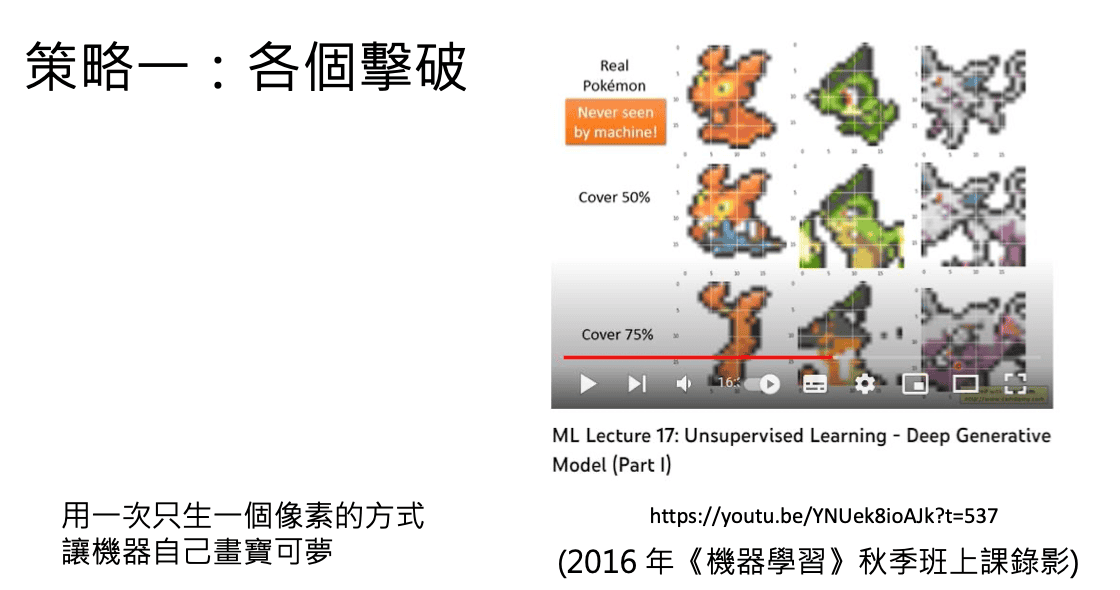 策略一：各個擊破
Real
Pokémon
Never seen
by machine!
Cover 50%
Cover 75%
ML Lecture 17: Unsupervised Learning - Deep Generative
Model (Part I)
用一次只生一個像素的方式
讓機器自己畫寶可夢
https://youtu.be/YNUek8ioAJk?t=537
(2016 年《機器學習》秋季班上課錄影)